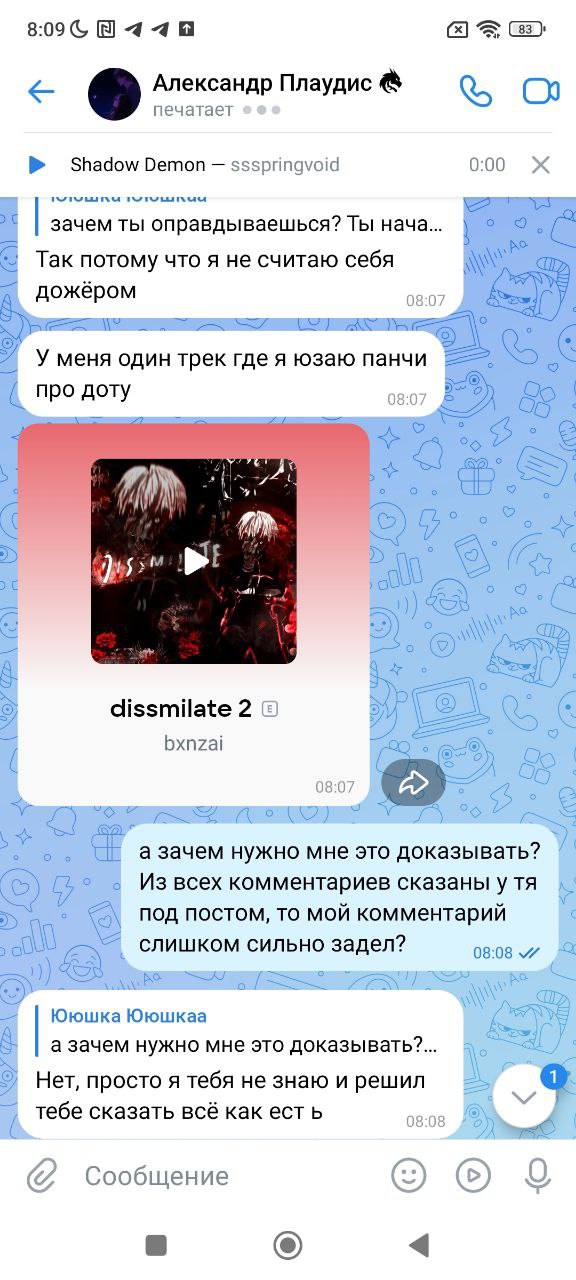 8:09
83
Александр Плаудис
печатает
Shadow Demon — ssspringvoid
0:00
Ююшка Ююшкаа
зачем ты оправдываешься? Ты нача...
Так потому что я не считаю себя
дожёром
08:07
У меня один трек где я юзаю панчи
про доту
08:07
DISSMILATE
dissmilate 2 E
bxnzai
08:07
а зачем нужно мне это доказывать?
Из всех комментариев сказаны у тя
под постом, то мой комментарий
слишком сильно задел?
08:08
Ююшка Ююшкаа
а зачем нужно мне это доказывать?...
Нет, просто я тебя не знаю и решил
тебе сказать всё как ест ь
08:08
1
Сообщение